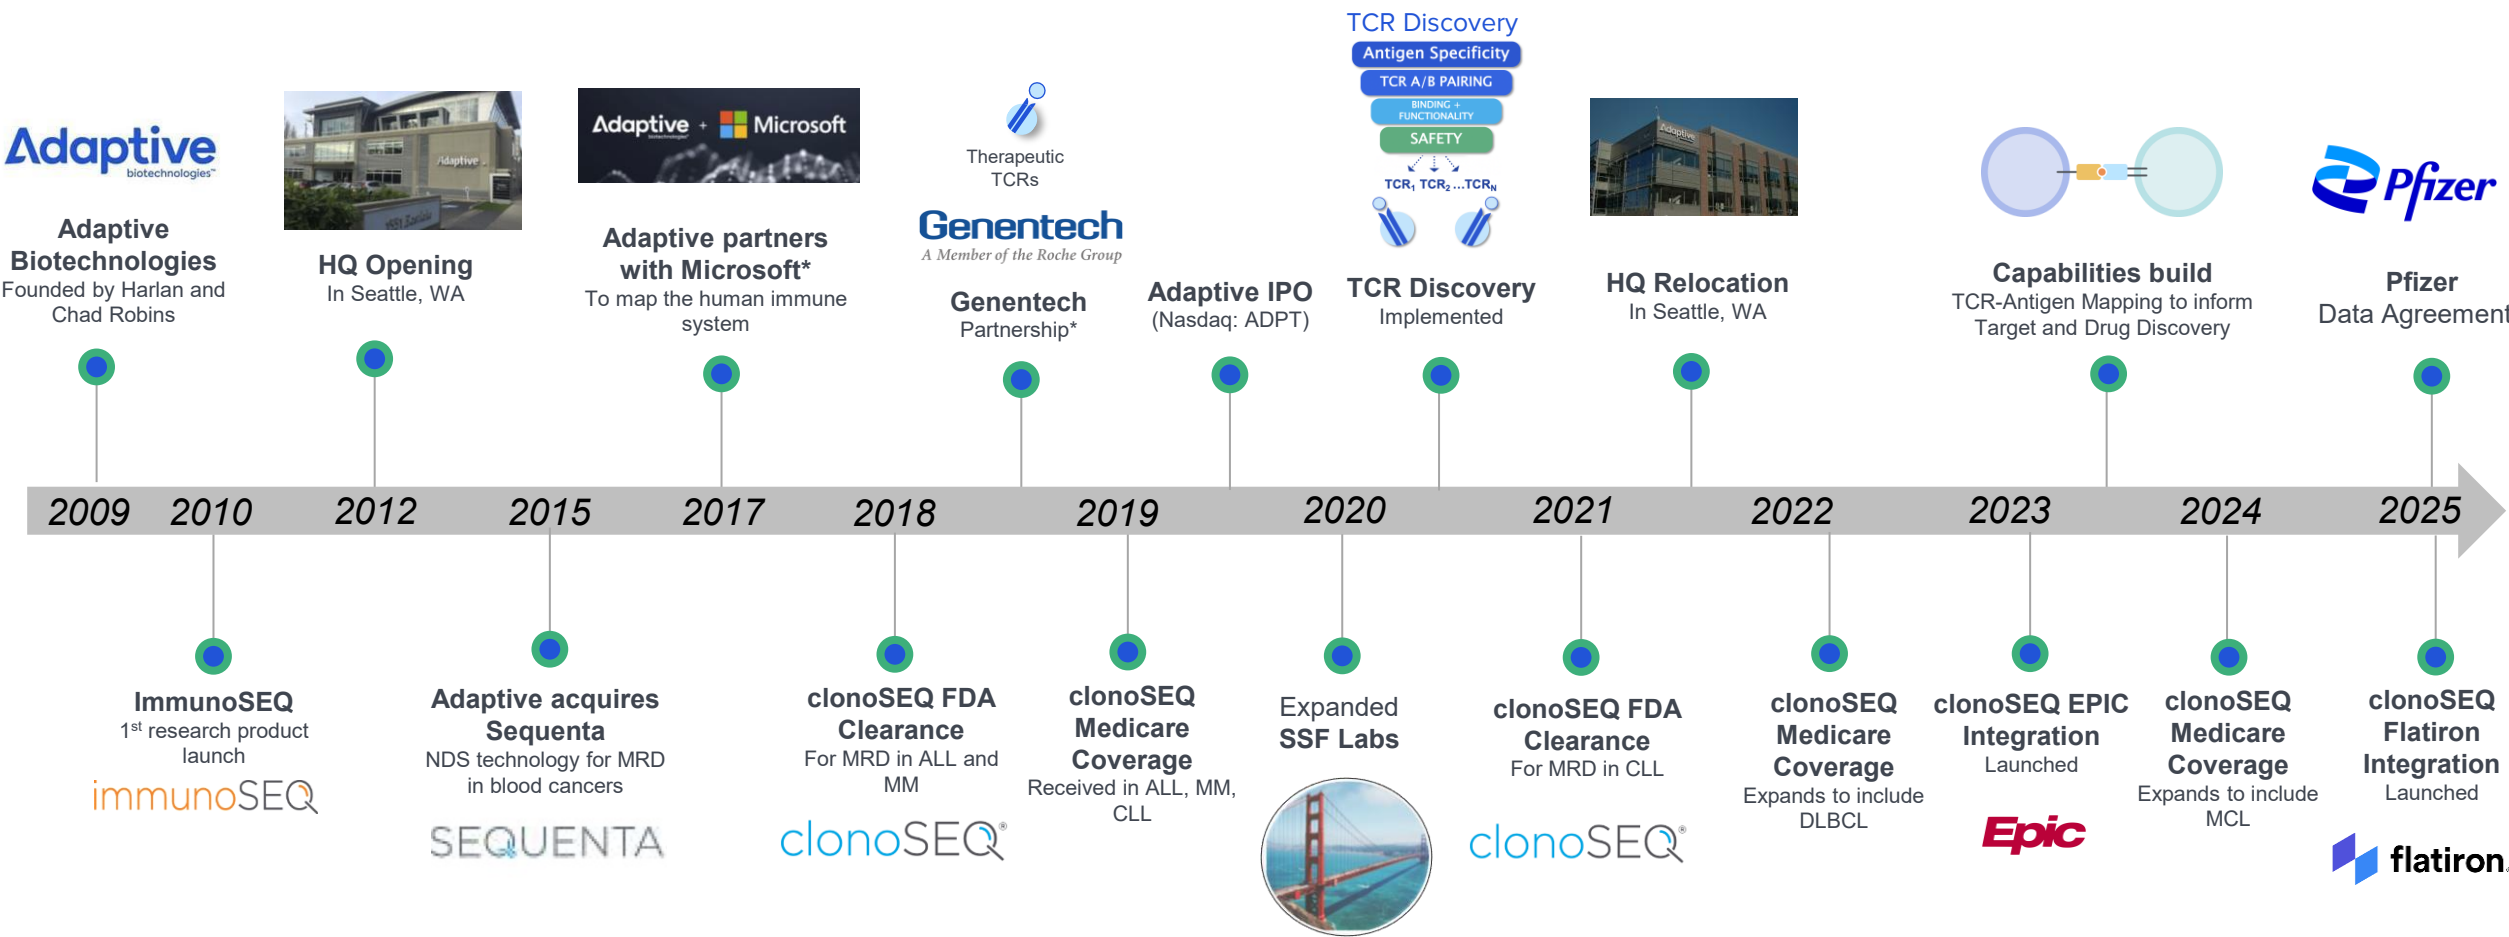 Adaptive
biotechnologies™
Adaptive
Biotechnologies
Founded by Harlan and
Chad Robins
Adaptive
HQ Opening
In Seattle, WA
Adaptive
biotechnologies
+
Microsoft
Adaptive partners
with Microsoft*
To map the human immune
system
Therapeutic
TCRs
Genentech
A Member of the Roche Group
Genentech
Partnership*
Adaptive IPO
(Nasdaq: ADPT)
TCR Discovery
Antigen Specificity
TCR A/B PAIRING
BINDING +
FUNCTIONALITY
SAFETY
TCR1 TCR2 ...TCRN
TCR Discovery
Implemented
Adaptive
HQ Relocation
In Seattle, WA
Capabilities build
TCR-Antigen Mapping to inform
Target and Drug Discovery
Pfizer
Pfizer
Data Agreement
2009 2010 2012 2015 2017 2018 2019 2020 2021 2022 2023 2024 2025
ImmunoSEQ
1st research product
launch
immunoSEQ
Adaptive acquires
Sequenta
NDS technology for MRD
in blood cancers
SEQUENTA
clonoSEQ FDA
Clearance
For MRD in ALL and
MM
clonoSEQ®
clonoSEQ
Medicare
Coverage
Received in ALL, MM,
CLL
Expanded
SSF Labs
clonoSEQ FDA
Clearance
For MRD in CLL
clonoSEQ®
clonoSEQ
Medicare
Coverage
Expands to include
DLBCL
clonoSEQ EPIC
Integration
Launched
Epic
clonoSEQ
Medicare
Coverage
Expands to include
MCL
clonoSEQ
Flatiron
Integration
Launched
flatiron